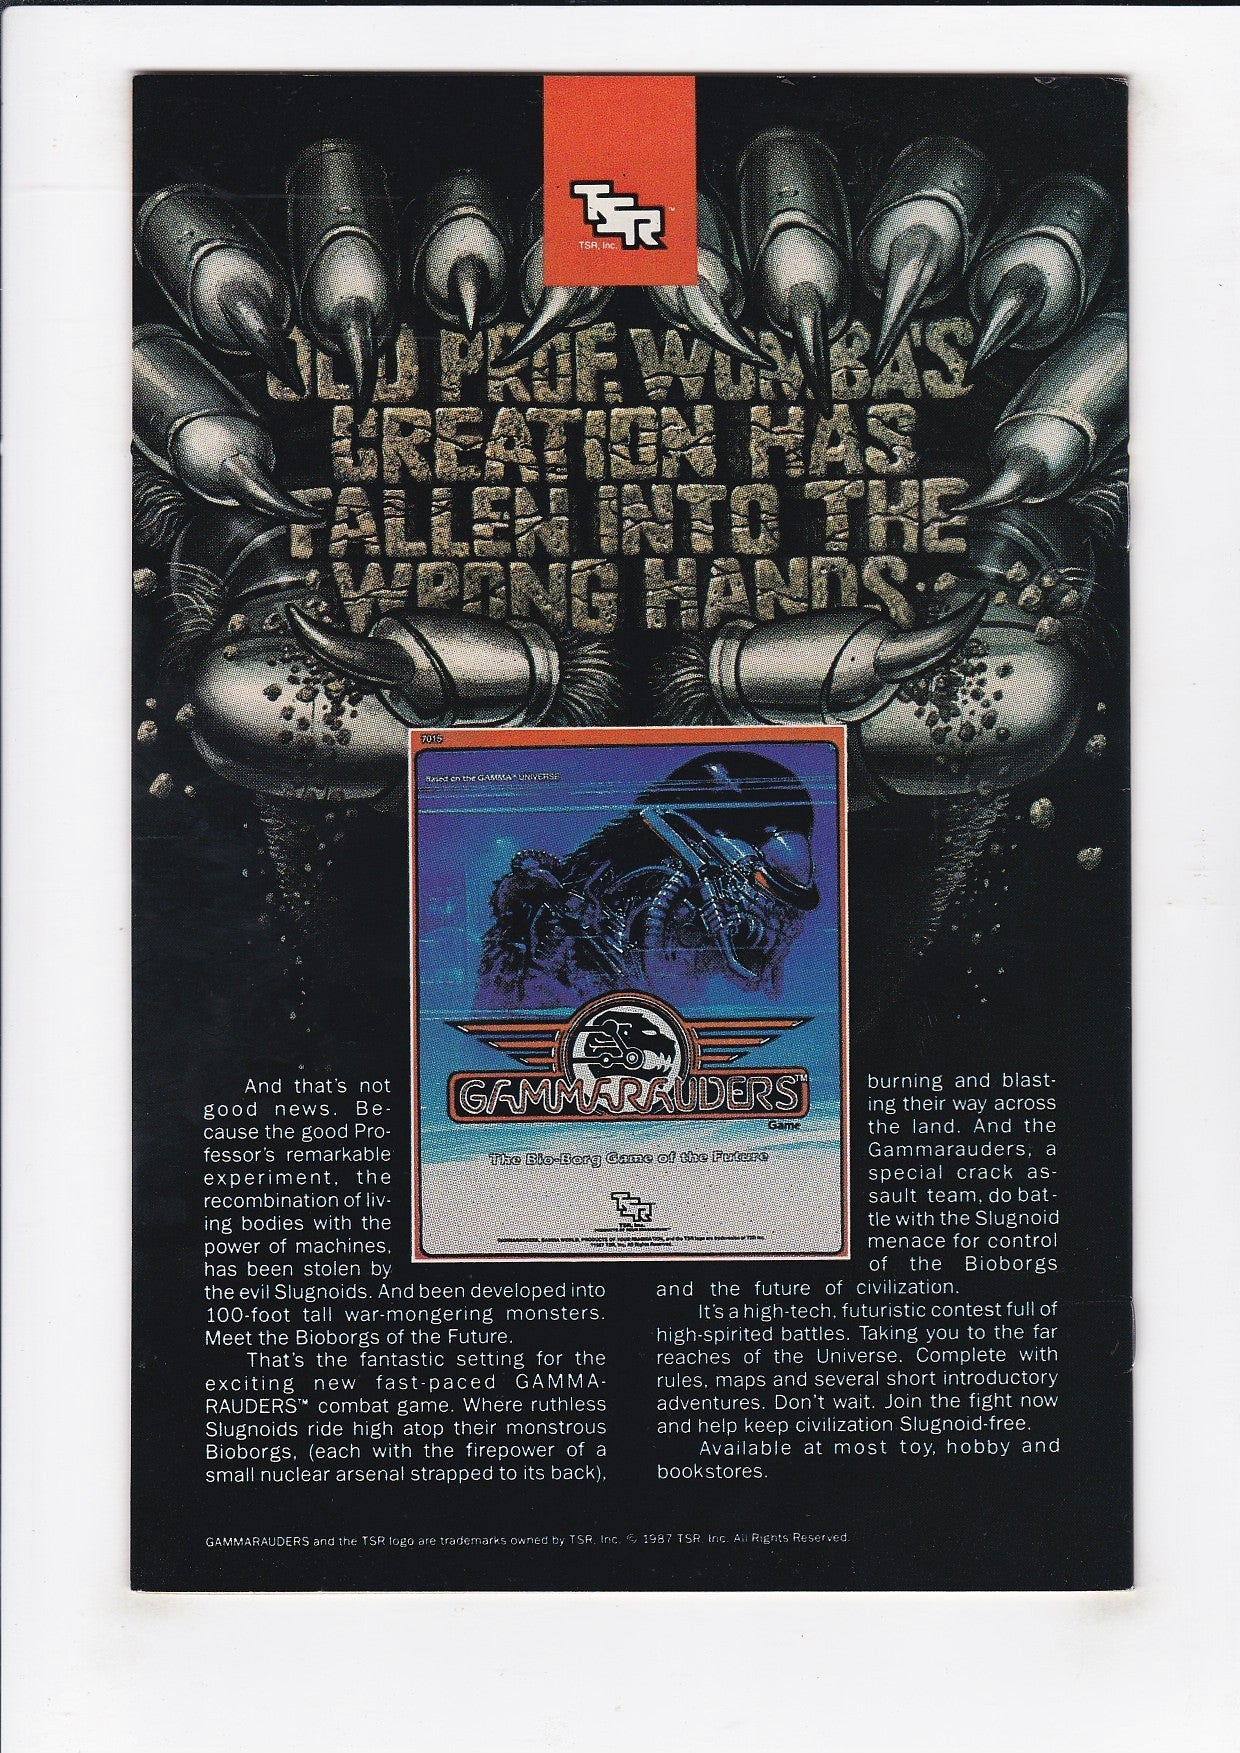 TSR™
TSR, Inc.
OLD PROF. WOMBA'S
CREATION HAS
FALLEN INTO THE
WRONG HANDS.
7015
Based on the GAMMA™ UNIVERSE
GAMMARAUDERS™
Game
The Bio-Borg Game of the Future
TSR
TSR, Inc.
And that's not
good news. Be-
cause the good Pro-
fessor's remarkable
experiment, the
recombination of liv-
ing bodies with the
power of machines,
has been stolen by
the evil Slugnoids. And been developed into
100-foot tall war-mongering monsters.
Meet the Bioborgs of the Future.
That's the fantastic setting for the
exciting new fast-paced GAMMA-
RAUDERS™ combat game. Where ruthless
Slugnoids ride high atop their monstrous
Bioborgs, (each with the firepower of a
small nuclear arsenal strapped to its back),
burning and blast-
ing their way across
the land. And the
Gammarauders, a
special crack as-
sault team, do bat-
tle with the Slugnoid
menace for control
of the Bioborgs
and the future of civilization.
It's a high-tech, futuristic contest full of
high-spirited battles. Taking you to the far
reaches of the Universe. Complete with
rules, maps and several short introductory
adventures. Don't wait. Join the fight now
and help keep civilization Slugnoid-free.
Available at most toy, hobby and
bookstores.
GAMMARAUDERS and the TSR logo are trademarks owned by TSR, Inc. © 1987 TSR, Inc. All Rights Reserved.